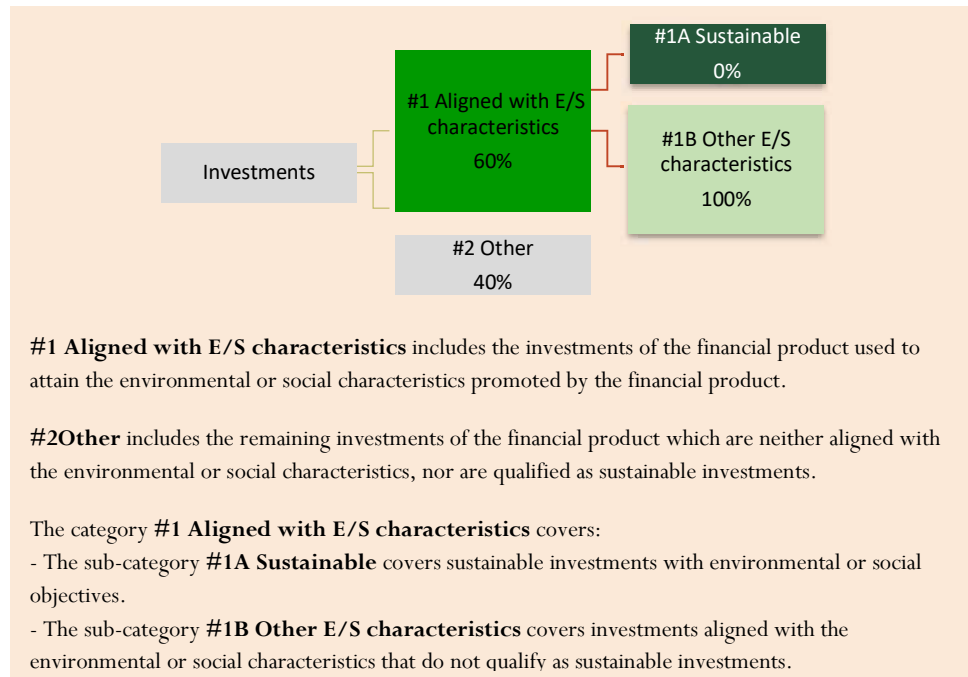 #1A Sustainable
0%
#1 Aligned with E/S
characteristics
60%
#1B Other E/S
characteristics
100%
Investments
#2 Other
40%
#1 Aligned with E/S characteristics includes the investments of the financial product used to
attain the environmental or social characteristics promoted by the financial product.
#2Other includes the remaining investments of the financial product which are neither aligned with
the environmental or social characteristics, nor are qualified as sustainable investments.
The category #1 Aligned with E/S characteristics covers:
- The sub-category #1A Sustainable covers sustainable investments with environmental or social
objectives.
- The sub-category #1B Other E/S characteristics covers investments aligned with the
environmental or social characteristics that do not qualify as sustainable investments.